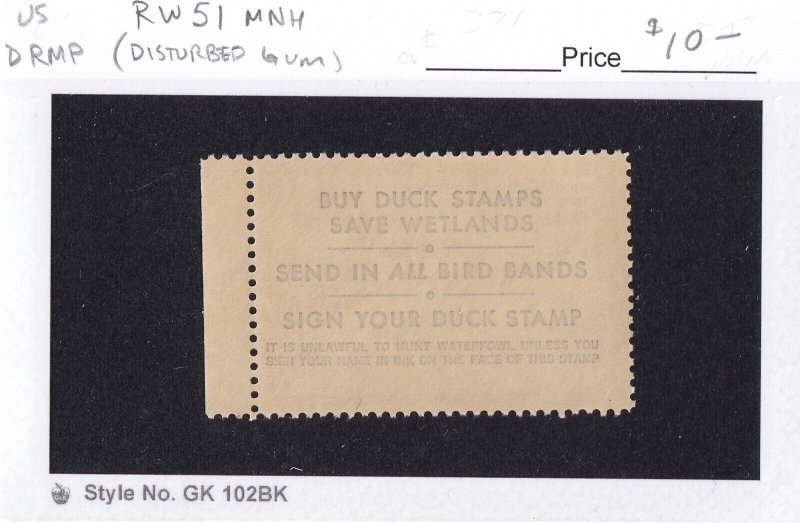 US RW51 MNH
DRMP (DISTURBED GUM)
Price $10-
BUY DUCK STAMPS
SAVE WETLANDS
SEND IN ALL BIRD BANDS
SIGN YOUR DUCK STAMP
IT IS UNLAWFUL TO HUNT WATERFOWL UNLESS YOU
SIGN YOUR NAME IN INK ON THE FACE OF THIS STAMP
Style No. GK 102BK